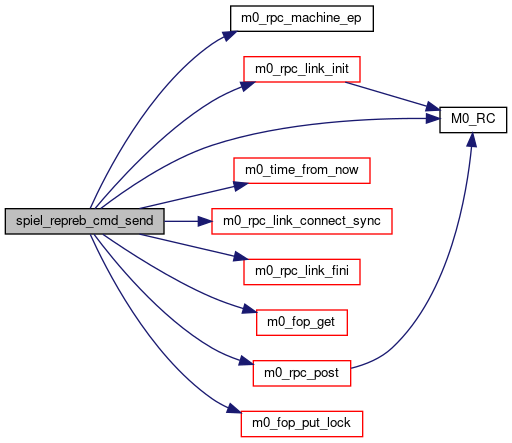 m0_rpc_machine_ep
m0_rpc_link_init
M0_RC
m0_time_from_now
spiel_repreb_cmd_send
m0_rpc_link_connect_sync
m0_rpc_link_fini
m0_fop_get
m0_rpc_post
m0_fop_put_lock